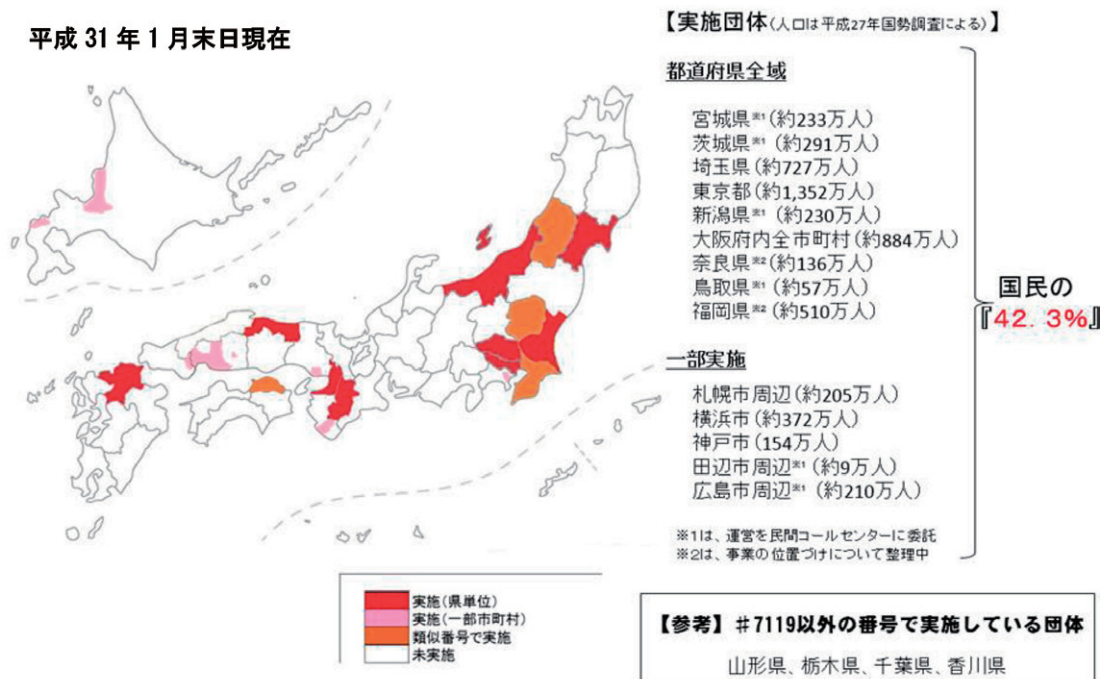 平成 31 年 1 月末日現在
【実施団体(人口は平成27年国勢調査による)】
都道府県全域
宮城県※1(約233万人)
茨城県※1 (約291万人)
埼玉県(約727万人)
東京都(約1,352万人)
新潟県※1 (約230万人)
大阪府内全市町村(約884万人)
奈良県※2(約136万人)
鳥取県※1(約57万人)
福岡県※2(約510万人)
一部実施
札幌市周辺(約205万人)
横浜市(約372万人)
神戸市(154万人)
田辺市周辺※1 (約9万人)
広島市周辺※1 (約210万人)
※1は、運営を民間コールセンターに委託
※2は、事業の位置づけについて整理中
国民の
『42.3%』
実施(県単位)
実施(一部市町村)
類似番号で実施
未実施
【参考】#7119以外の番号で実施している団体
山形県、栃木県、千葉県、香川県